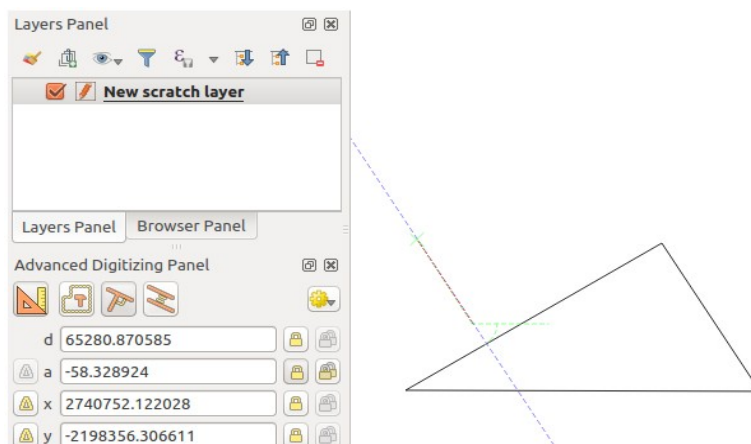 Layers Panel
New scratch layer
Layers Panel Browser Panel
Advanced Digitizing Panel
d 65280.870585
a -58.328924
x 2740752.122028
y -2198356.306611